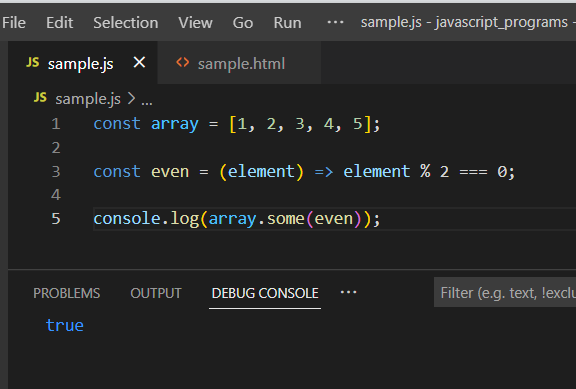 File Edit Selection View Go Run ··· sample.js - javascript_programs -
JS sample.js × <> sample.html
JS sample.js > ...
1 const array = [1, 2, 3, 4, 5];
2
3 const even = (element) => element % 2 === 0;
4
5 console.log(array.some(even));
PROBLEMS OUTPUT DEBUG CONSOLE ··· Filter (e.g. text, !exclu
true